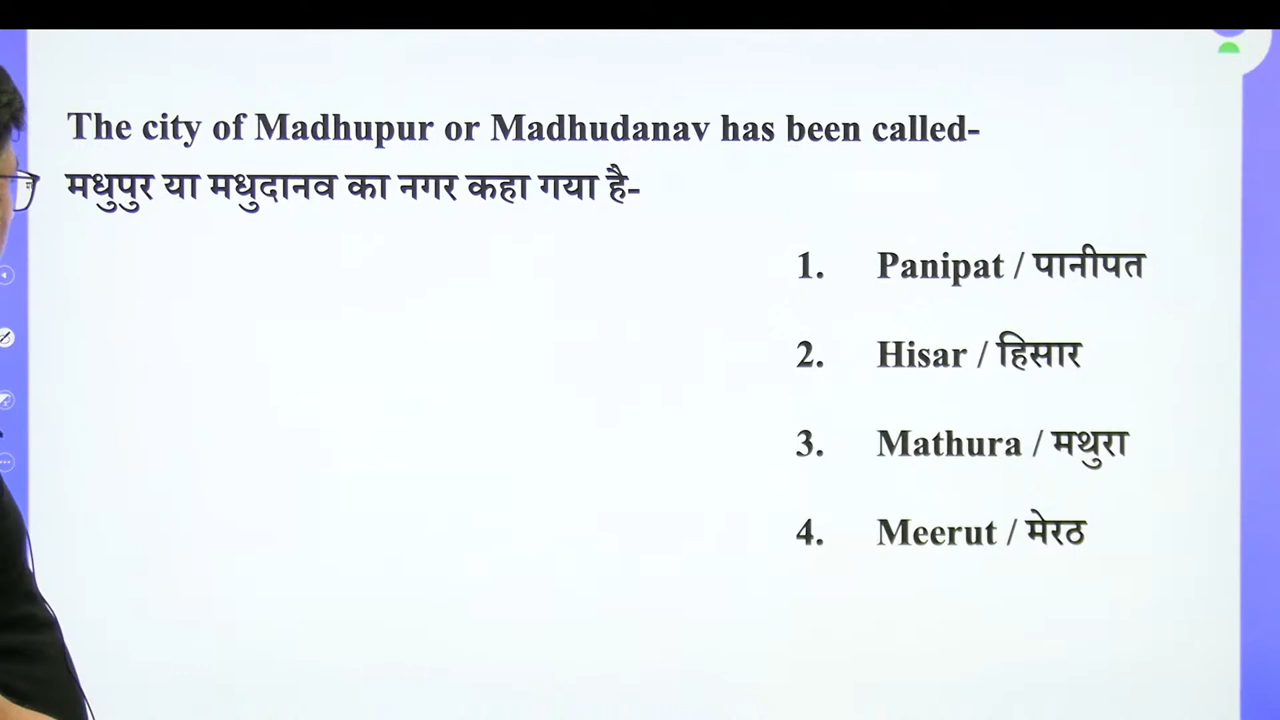 The city of Madhupur or Madhudanav has been called-
मधुपुर या मधुदानव का नगर कहा गया है-
1. Panipat / पानीपत
2. Hisar / हिसार
3. Mathura / मथुरा
4. Meerut / मेरठ